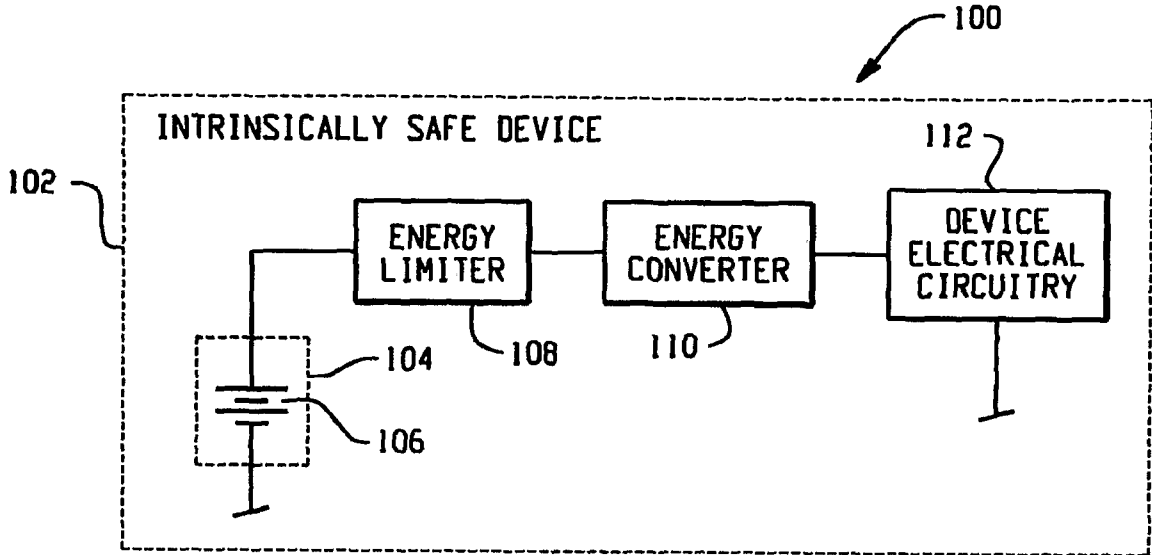 100
INTRINSICALLY SAFE DEVICE
112
102
ENERGY
LIMITER
ENERGY
CONVERTER
DEVICE
ELECTRICAL
CIRCUITRY
108
110
104
106